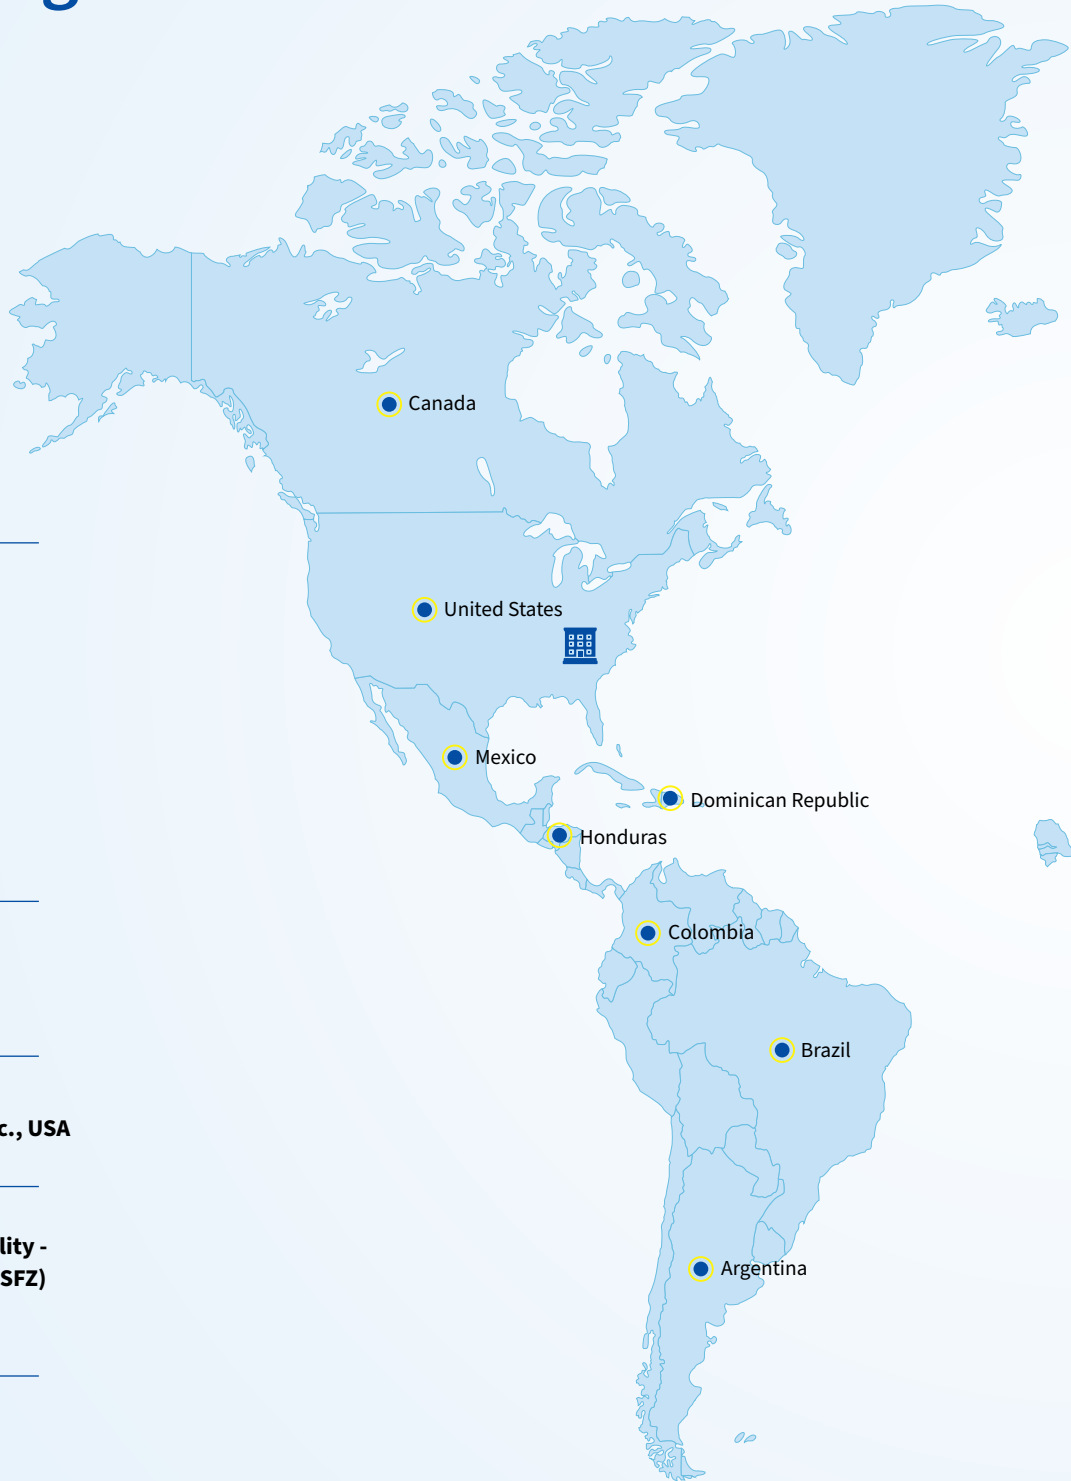 g
Canada
United States
Mexico
Dominican Republic
Honduras
Colombia
Brazil
c., USA
lity -
SFZ)
Argentina